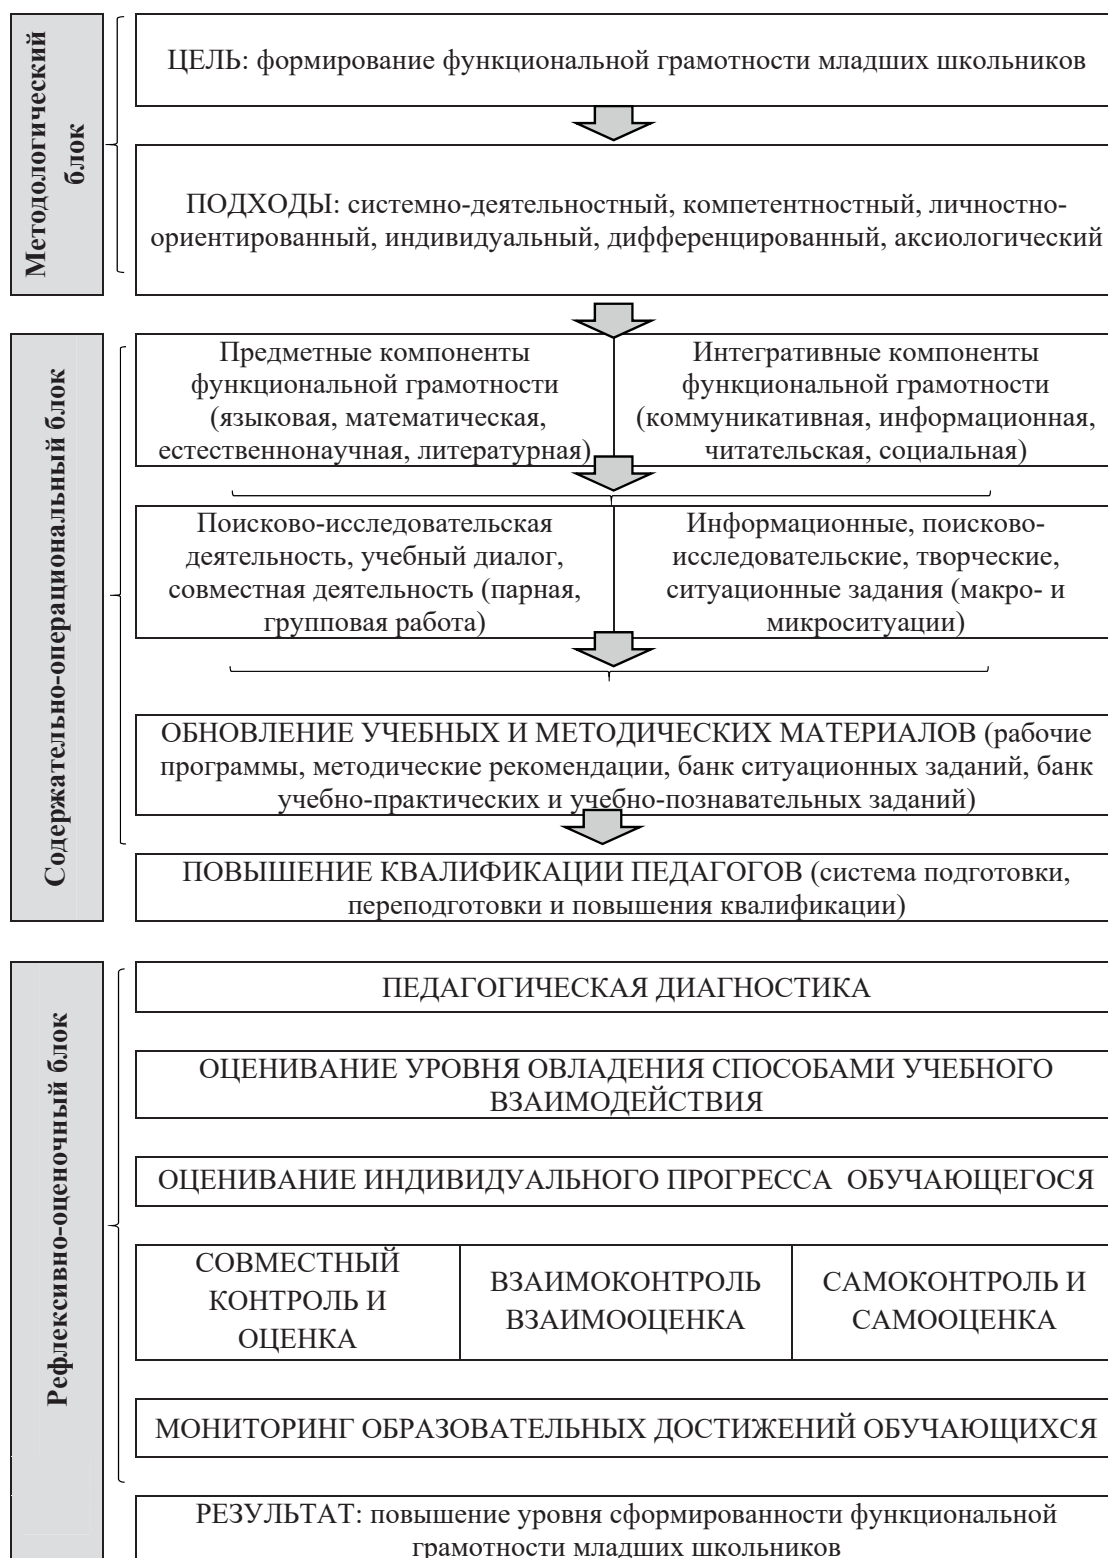 Методологический
блок
ЦЕЛЬ: формирование функциональной грамотности младших школьников
ПОДХОДЫ: системно-деятельностный, компетентностный, личностно-
ориентированный, индивидуальный, дифференцированный, аксиологический
Содержательно-операциональный блок
Предметные компоненты
функциональной грамотности
(языковая, математическая,
естественнонаучная, литературная)
Интегративные компоненты
функциональной грамотности
(коммуникативная, информационная,
читательская, социальная)
Поисково-исследовательская
деятельность, учебный диалог,
совместная деятельность (парная,
групповая работа)
Информационные, поисково-
исследовательские, творческие,
ситуационные задания (макро- и
микроситуации)
ОБНОВЛЕНИЕ УЧЕБНЫХ И МЕТОДИЧЕСКИХ МАТЕРИАЛОВ (рабочие
программы, методические рекомендации, банк ситуационных заданий, банк
учебно-практических и учебно-познавательных заданий)
ПОВЫШЕНИЕ КВАЛИФИКАЦИИ ПЕДАГОГОВ (система подготовки,
переподготовки и повышения квалификации)
Рефлексивно-оценочный блок
ПЕДАГОГИЧЕСКАЯ ДИАГНОСТИКА
ОЦЕНИВАНИЕ УРОВНЯ ОВЛАДЕНИЯ СПОСОБАМИ УЧЕБНОГО
ВЗАИМОДЕЙСТВИЯ
ОЦЕНИВАНИЕ ИНДИВИДУАЛЬНОГО ПРОГРЕССА ОБУЧАЮЩЕГОСЯ
СОВМЕСТНЫЙ
КОНТРОЛЬ И
ОЦЕНКА
ВЗАИМОКОНТРОЛЬ
ВЗАИМООЦЕНКА
САМОКОНТРОЛЬ И
САМООЦЕНКА
МОНИТОРИНГ ОБРАЗОВАТЕЛЬНЫХ ДОСТИЖЕНИЙ ОБУЧАЮЩИХСЯ
РЕЗУЛЬТАТ: повышение уровня сформированности функциональной
грамотности младших школьников